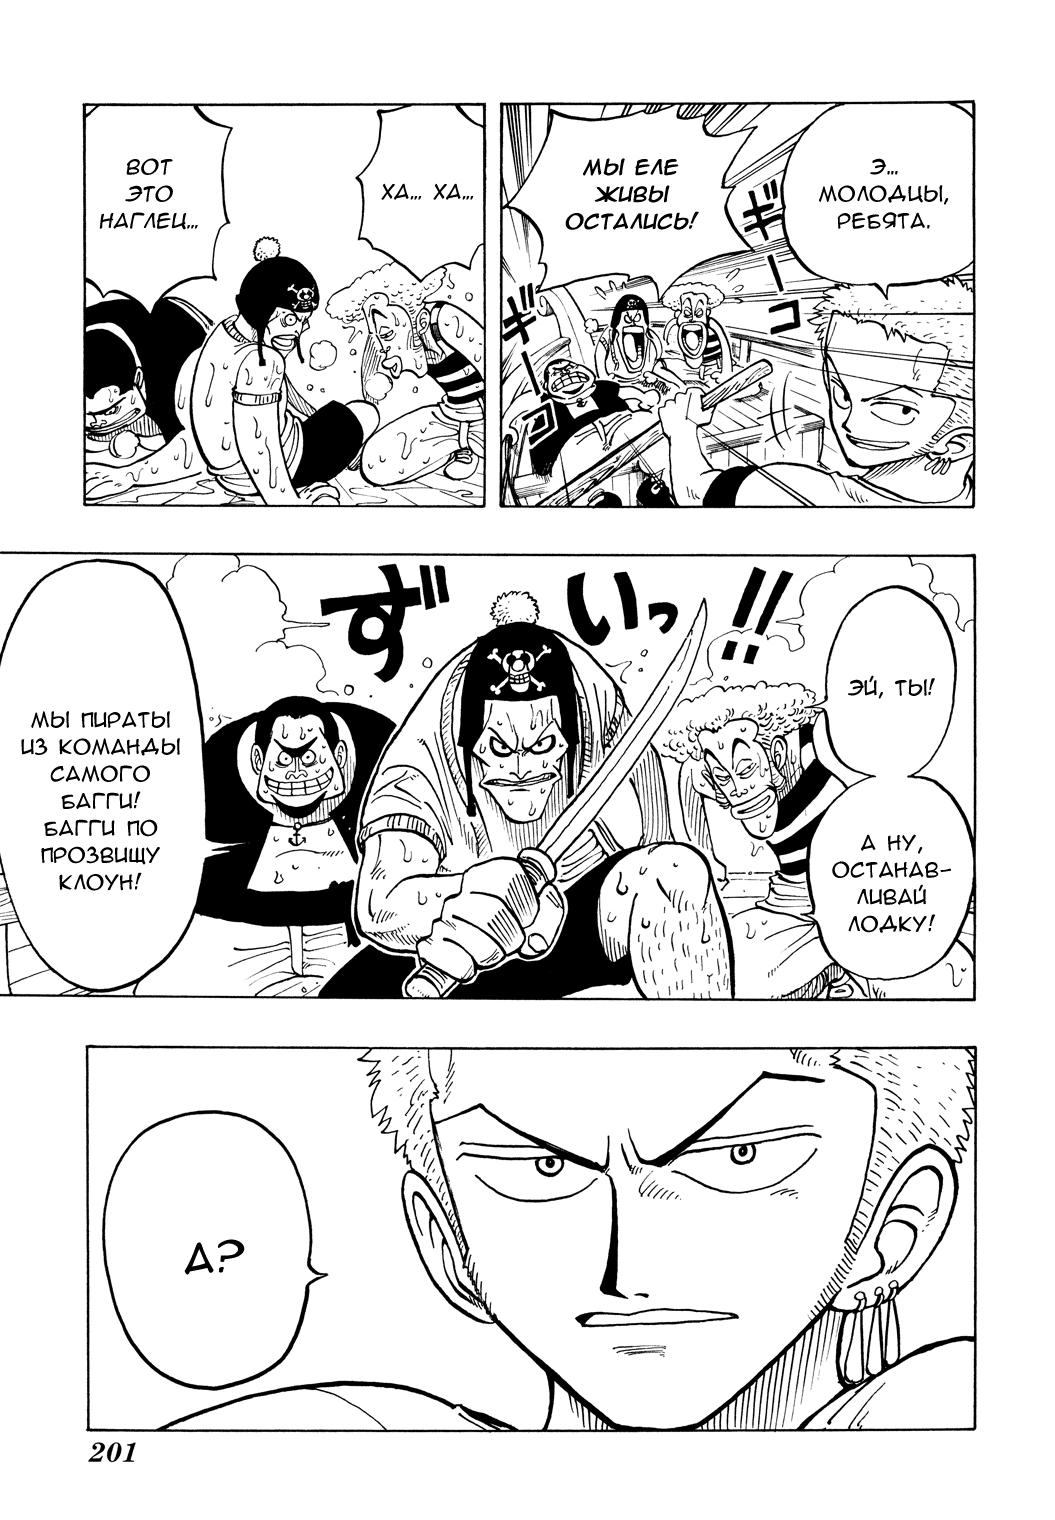 Э...
МОЛОДЦЫ,
РЕБЯТА.
МЫ ЕЛЕ
ЖИВЫ
ОСТАЛИСЬ!
ギーコ
ギーコ
ХА... ХА...
ВОТ
ЭТО
НАГЛЕЦ...
ЭЙ, ТЫ!
А НУ,
ОСТАНАВ-
ЛИВАЙ
ЛОДКУ!
ずいっ!!
МЫ ПИРАТЫ
ИЗ КОМАНДЫ
САМОГО
БАГГИ!
БАГГИ ПО
ПРОЗВИЩУ
КЛОУН!
А?
201